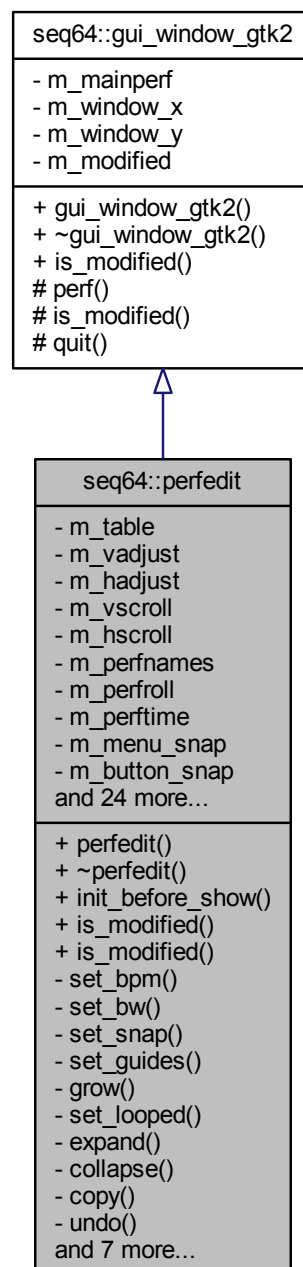 seq64::gui_window_gtk2
- m_mainperf
- m_window_x
- m_window_y
- m_modified
+ gui_window_gtk2()
+ ~gui_window_gtk2()
+ is_modified()
# perf()
# is_modified()
# quit()
seq64::perfedit
- m_table
- m_vadjust
- m_hadjust
- m_vscroll
- m_hscroll
- m_perfnames
- m_perfroll
- m_perftime
- m_menu_snap
- m_button_snap
and 24 more...
+ perfedit()
+ ~perfedit()
+ init_before_show()
+ is_modified()
+ is_modified()
- set_bpm()
- set_bw()
- set_snap()
- set_guides()
- grow()
- set_looped()
- expand()
- collapse()
- copy()
- undo()
and 7 more...